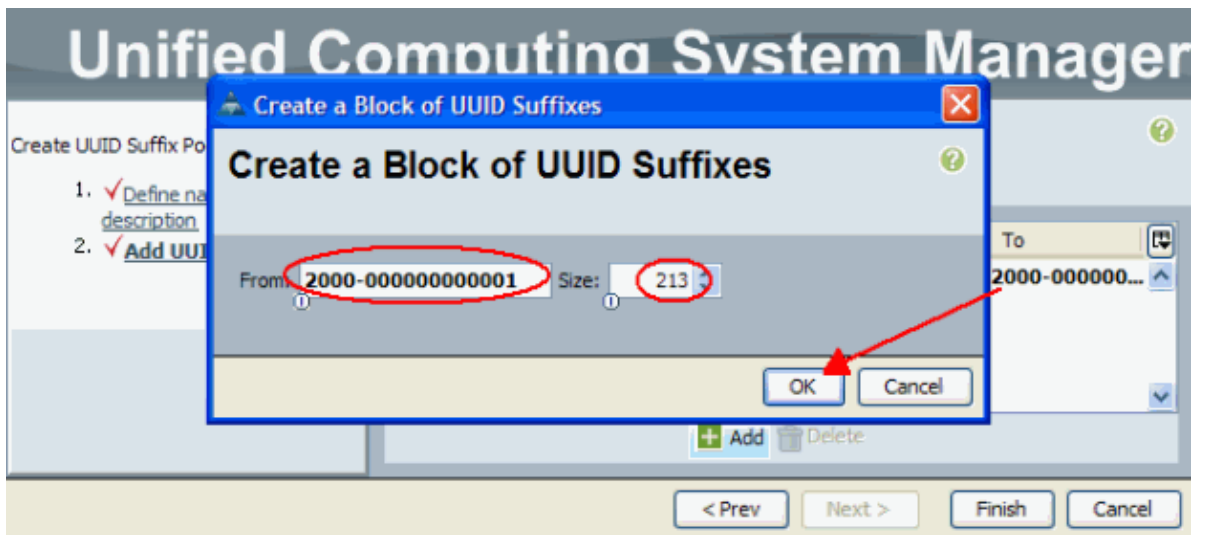 Unified Computing System Manager
Create a Block of UUID Suffixes
Create UUID Suffix Po
Create a Block of UUID Suffixes
1. Define na
description
2. Add UUI
To
From: 2000-000000000001 Size: 213
2000-000000...
OK Cancel
Add Delete
< Prev Next > Finish Cancel